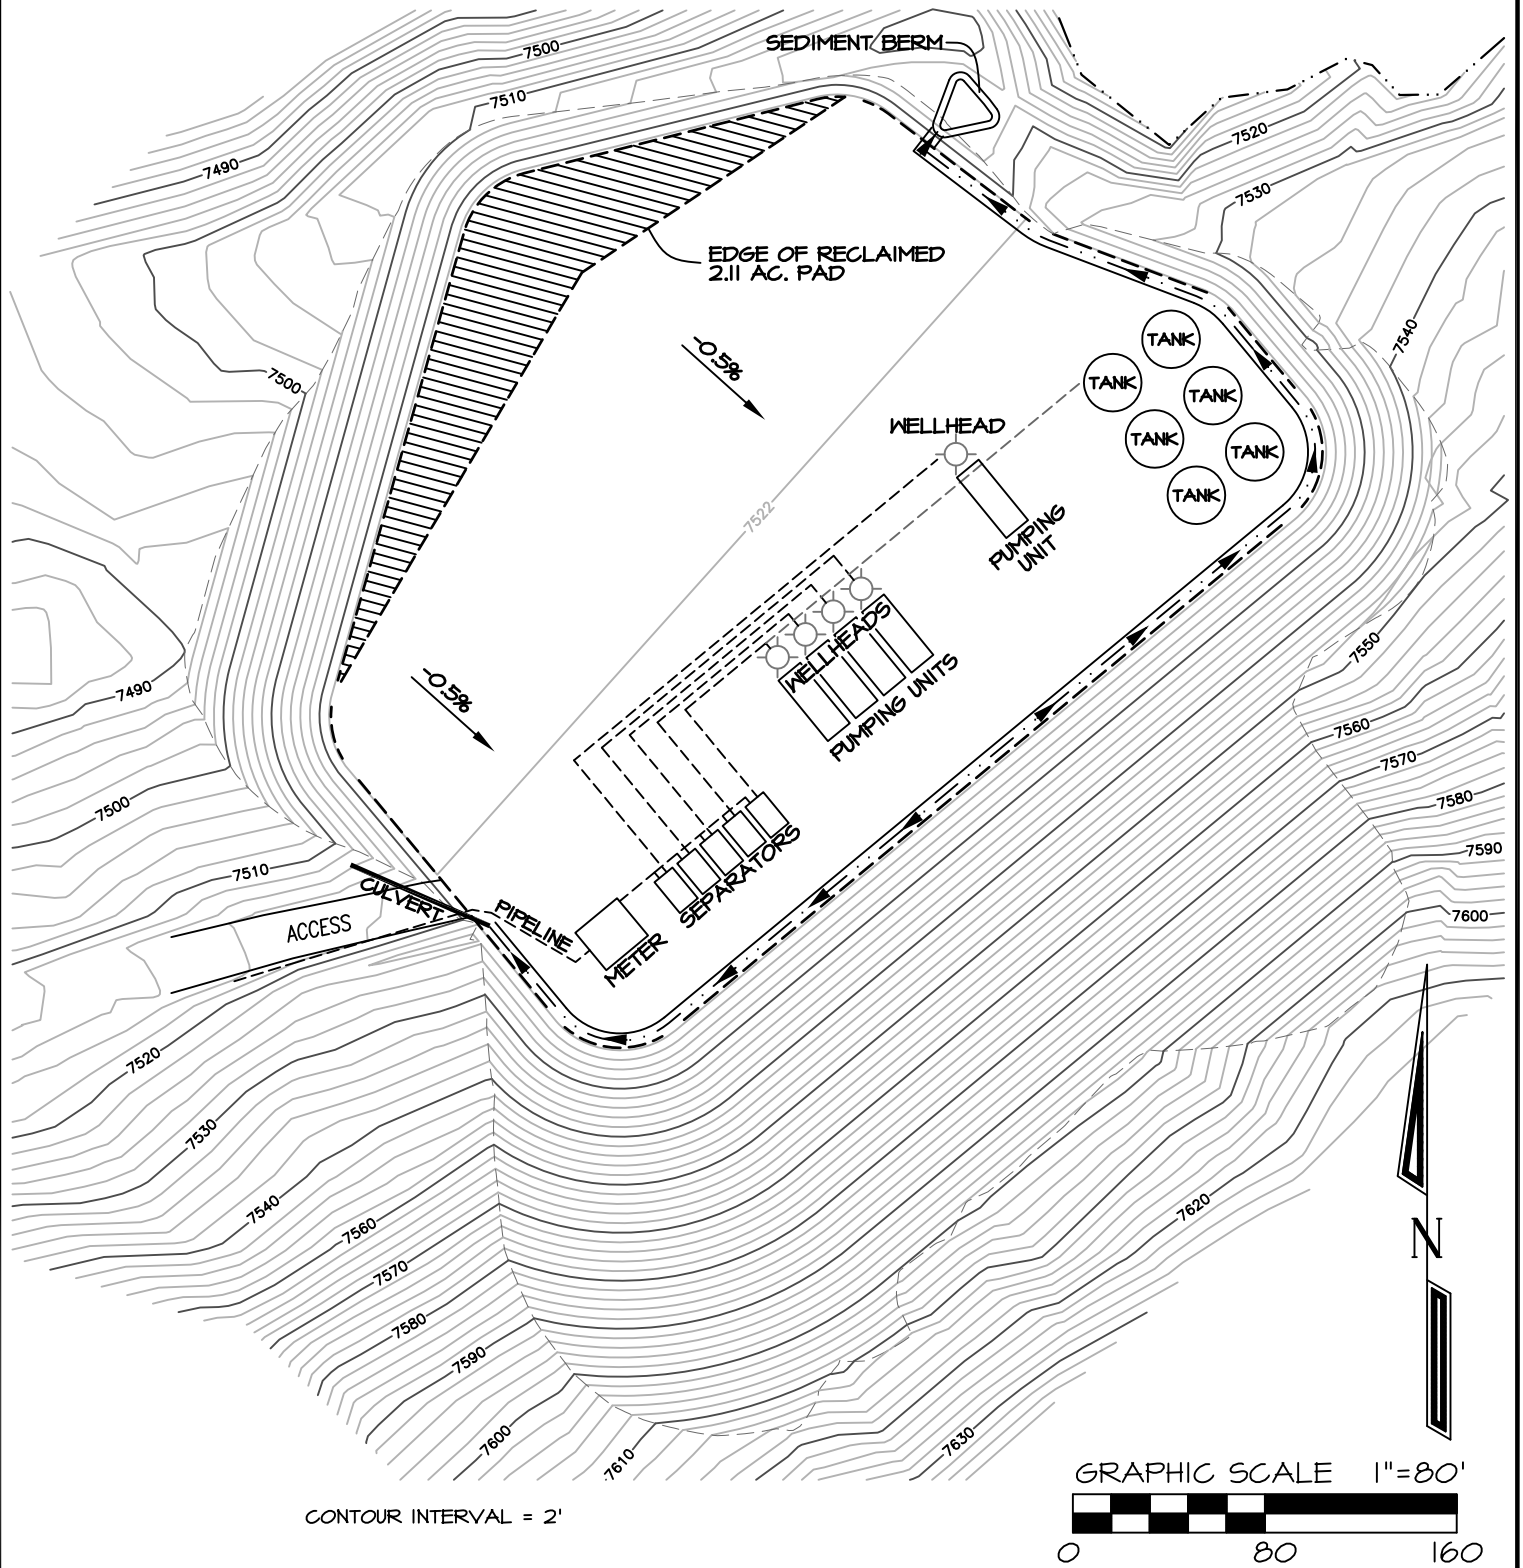 SEDIMENT BERM
7500
7510
7520
7490
7530
EDGE OF RECLAIMED
2.11 AC. PAD
TANK
7540
-0.5%
TANK
7500
TANK
WELLHEAD
TANK
TANK
TANK
7522
PUMPING
UNIT
WELLHEADS
7550
-0.5%
PUMPING UNITS
7490
7560
7570
7500
7580
SEPARATORS
7590
7510
CULVERT
PIPELINE
7600
ACCESS
METER
7520
7530
7540
7620
7560
N
7570
7580
7590
7600
7610
7630
GRAPHIC SCALE 1"=80'
CONTOUR INTERVAL = 2'
0 80 160